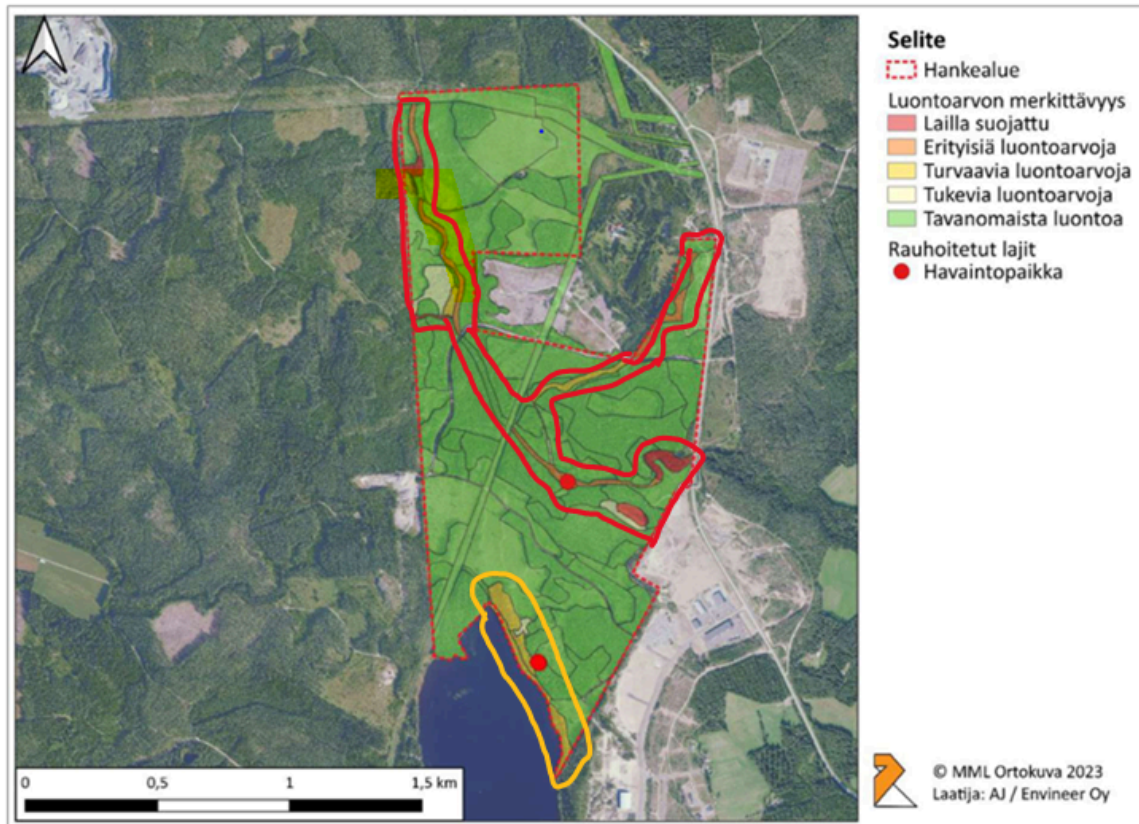 Selite
Hankealue
Luontoarvon merkittävyys
Lailla suojattu
Erityisiä luontoarvoja
Turvaavia luontoarvoja
Tukevia luontoarvoja
Tavanomaista luontoa
Rauhoitetut lajit
Havaintopaikka
0 0,5 1 1,5 km
© MML Ortokuva 2023
Laatija: AJ / Envineer Oy